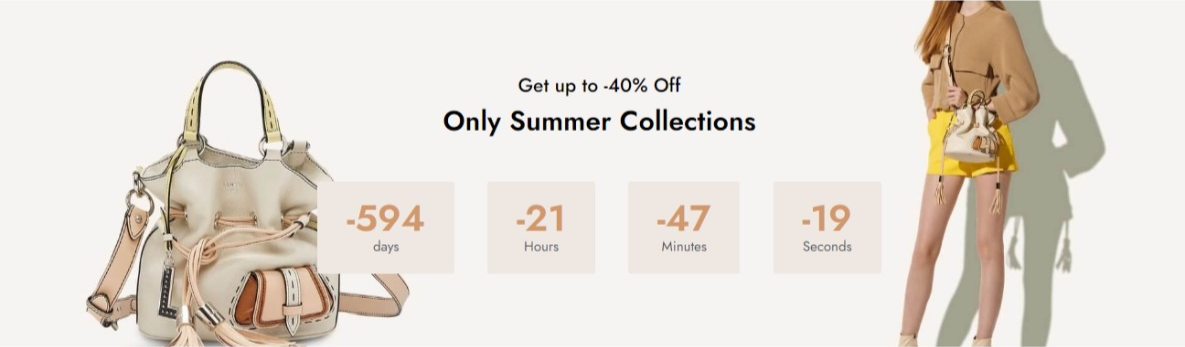 Get up to -40% Off
Only Summer Collections
-594 -21 -47 -19
days Hours Minutes Seconds